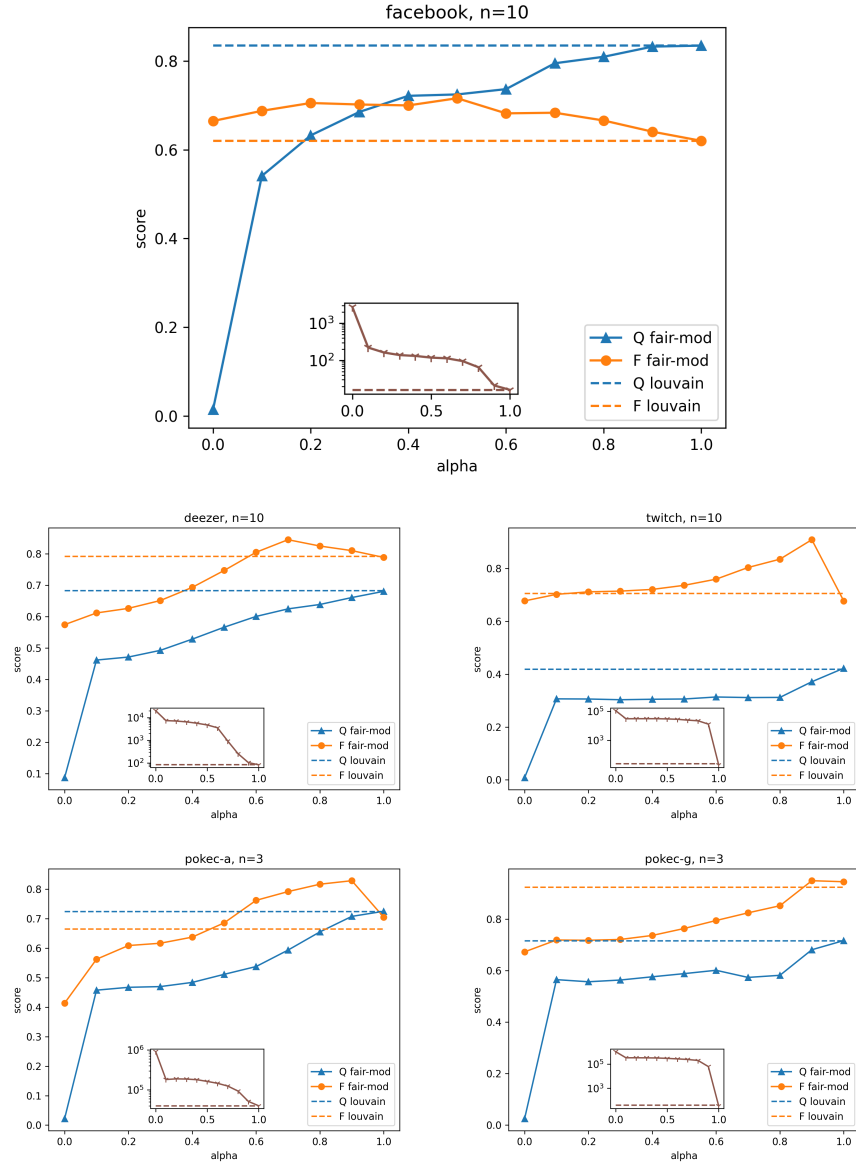 facebook, n=10
score
0.8
0.6
0.4
0.2
0.0
10³
10²
0.0 0.5 1.0
Q fair-mod
F fair-mod
Q louvain
F louvain
0.0 0.2 0.4 0.6 0.8 1.0
alpha
deezer, n=10
score
0.8
0.7
0.6
0.5
0.4
0.3
0.2
0.1
10⁴
10³
10²
0.0 0.5 1.0
Q fair-mod
F fair-mod
Q louvain
F louvain
0.0 0.2 0.4 0.6 0.8 1.0
alpha
twitch, n=10
score
0.8
0.6
0.4
0.2
0.0
10⁵
10³
0.0 0.5 1.0
Q fair-mod
F fair-mod
Q louvain
F louvain
0.0 0.2 0.4 0.6 0.8 1.0
alpha
pokec-a, n=3
score
0.8
0.7
0.6
0.5
0.4
0.3
0.2
0.1
0.0
10⁶
10⁵
0.0 0.5 1.0
Q fair-mod
F fair-mod
Q louvain
F louvain
0.0 0.2 0.4 0.6 0.8 1.0
alpha
pokec-g, n=3
score
0.8
0.6
0.4
0.2
0.0
10⁵
10³
0.0 0.5 1.0
Q fair-mod
F fair-mod
Q louvain
F louvain
0.0 0.2 0.4 0.6 0.8 1.0
alpha